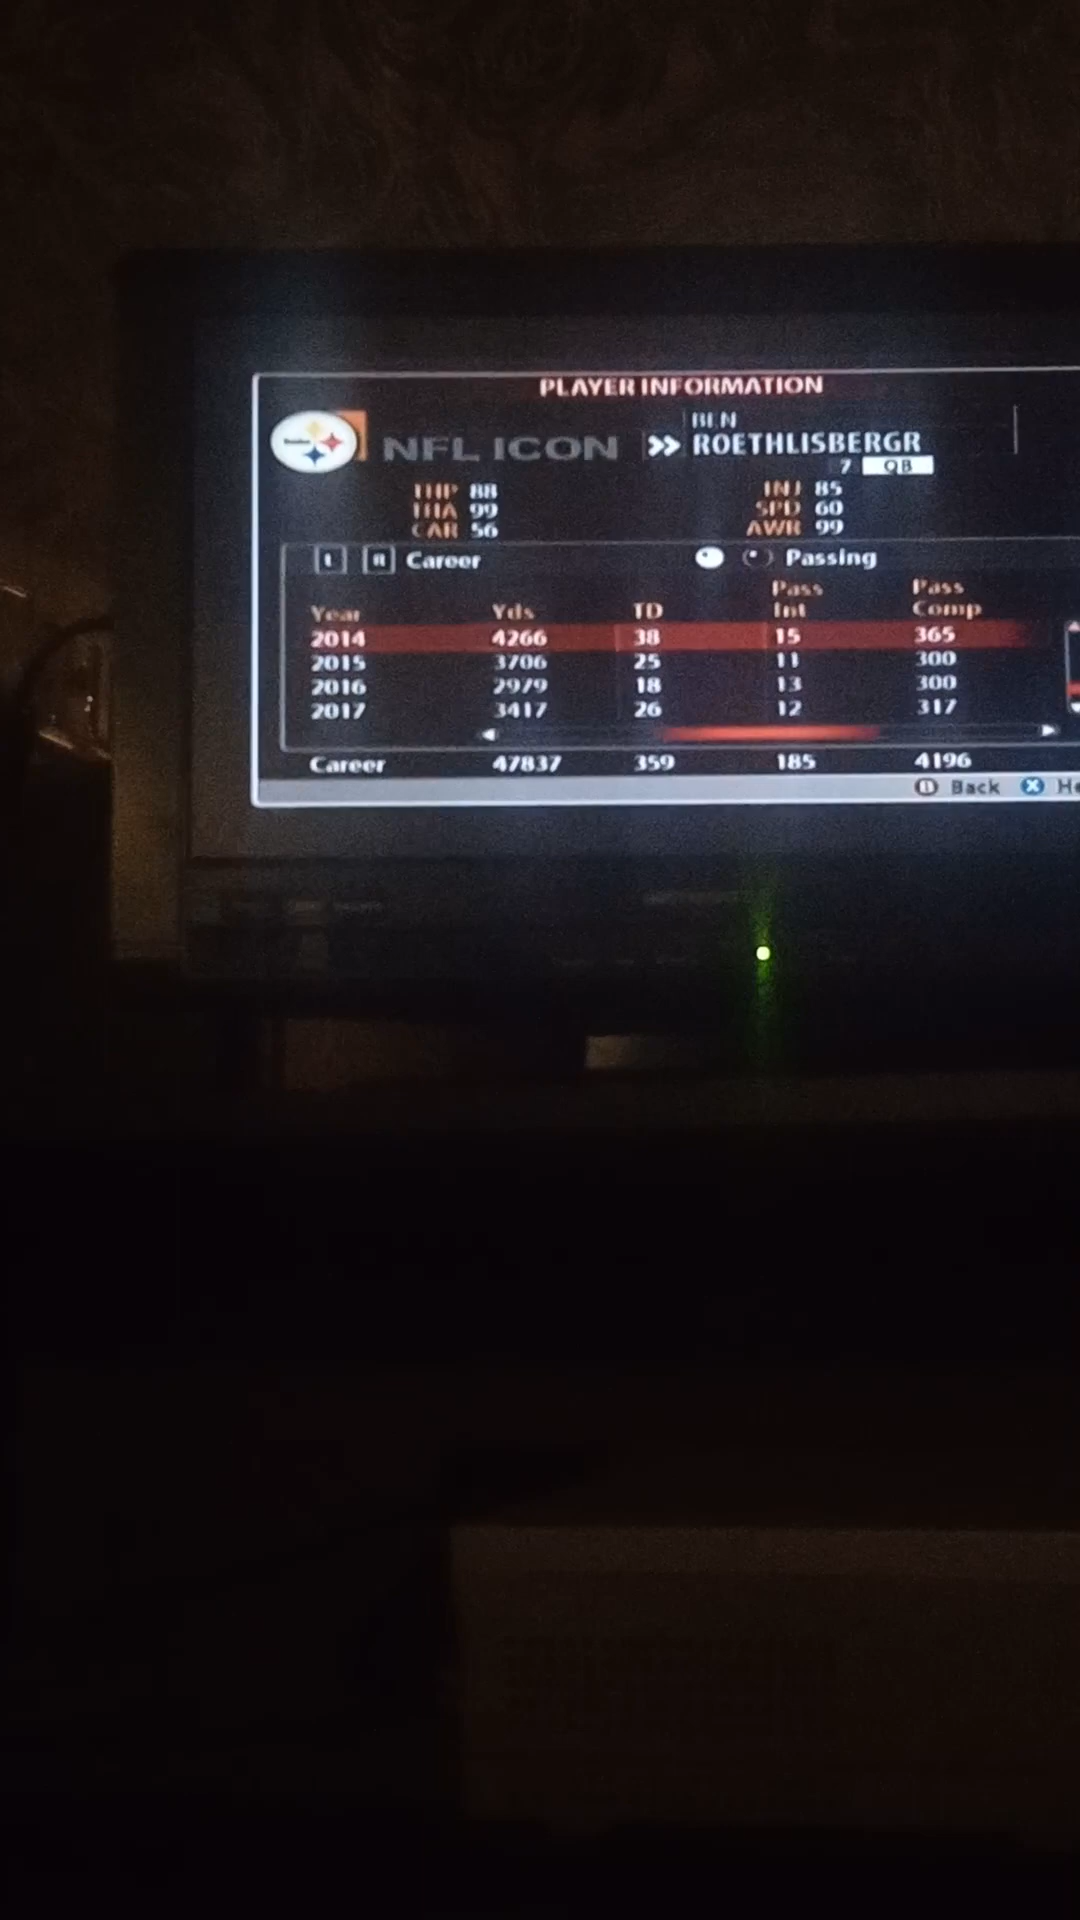 PLAYER INFORMATION
NFL ICON
BEN
ROETHLISBERGR
7 QB
THP 88 INJ 85
THA 99 SPD 60
CAR 56 AWR 99
L R Career Passing
Year Yds TD Pass Int Pass Comp
2014 4266 38 15 365
2015 3706 25 11 300
2016 2979 18 13 300
2017 3417 26 12 317
Career 47837 359 185 4196
B Back X He